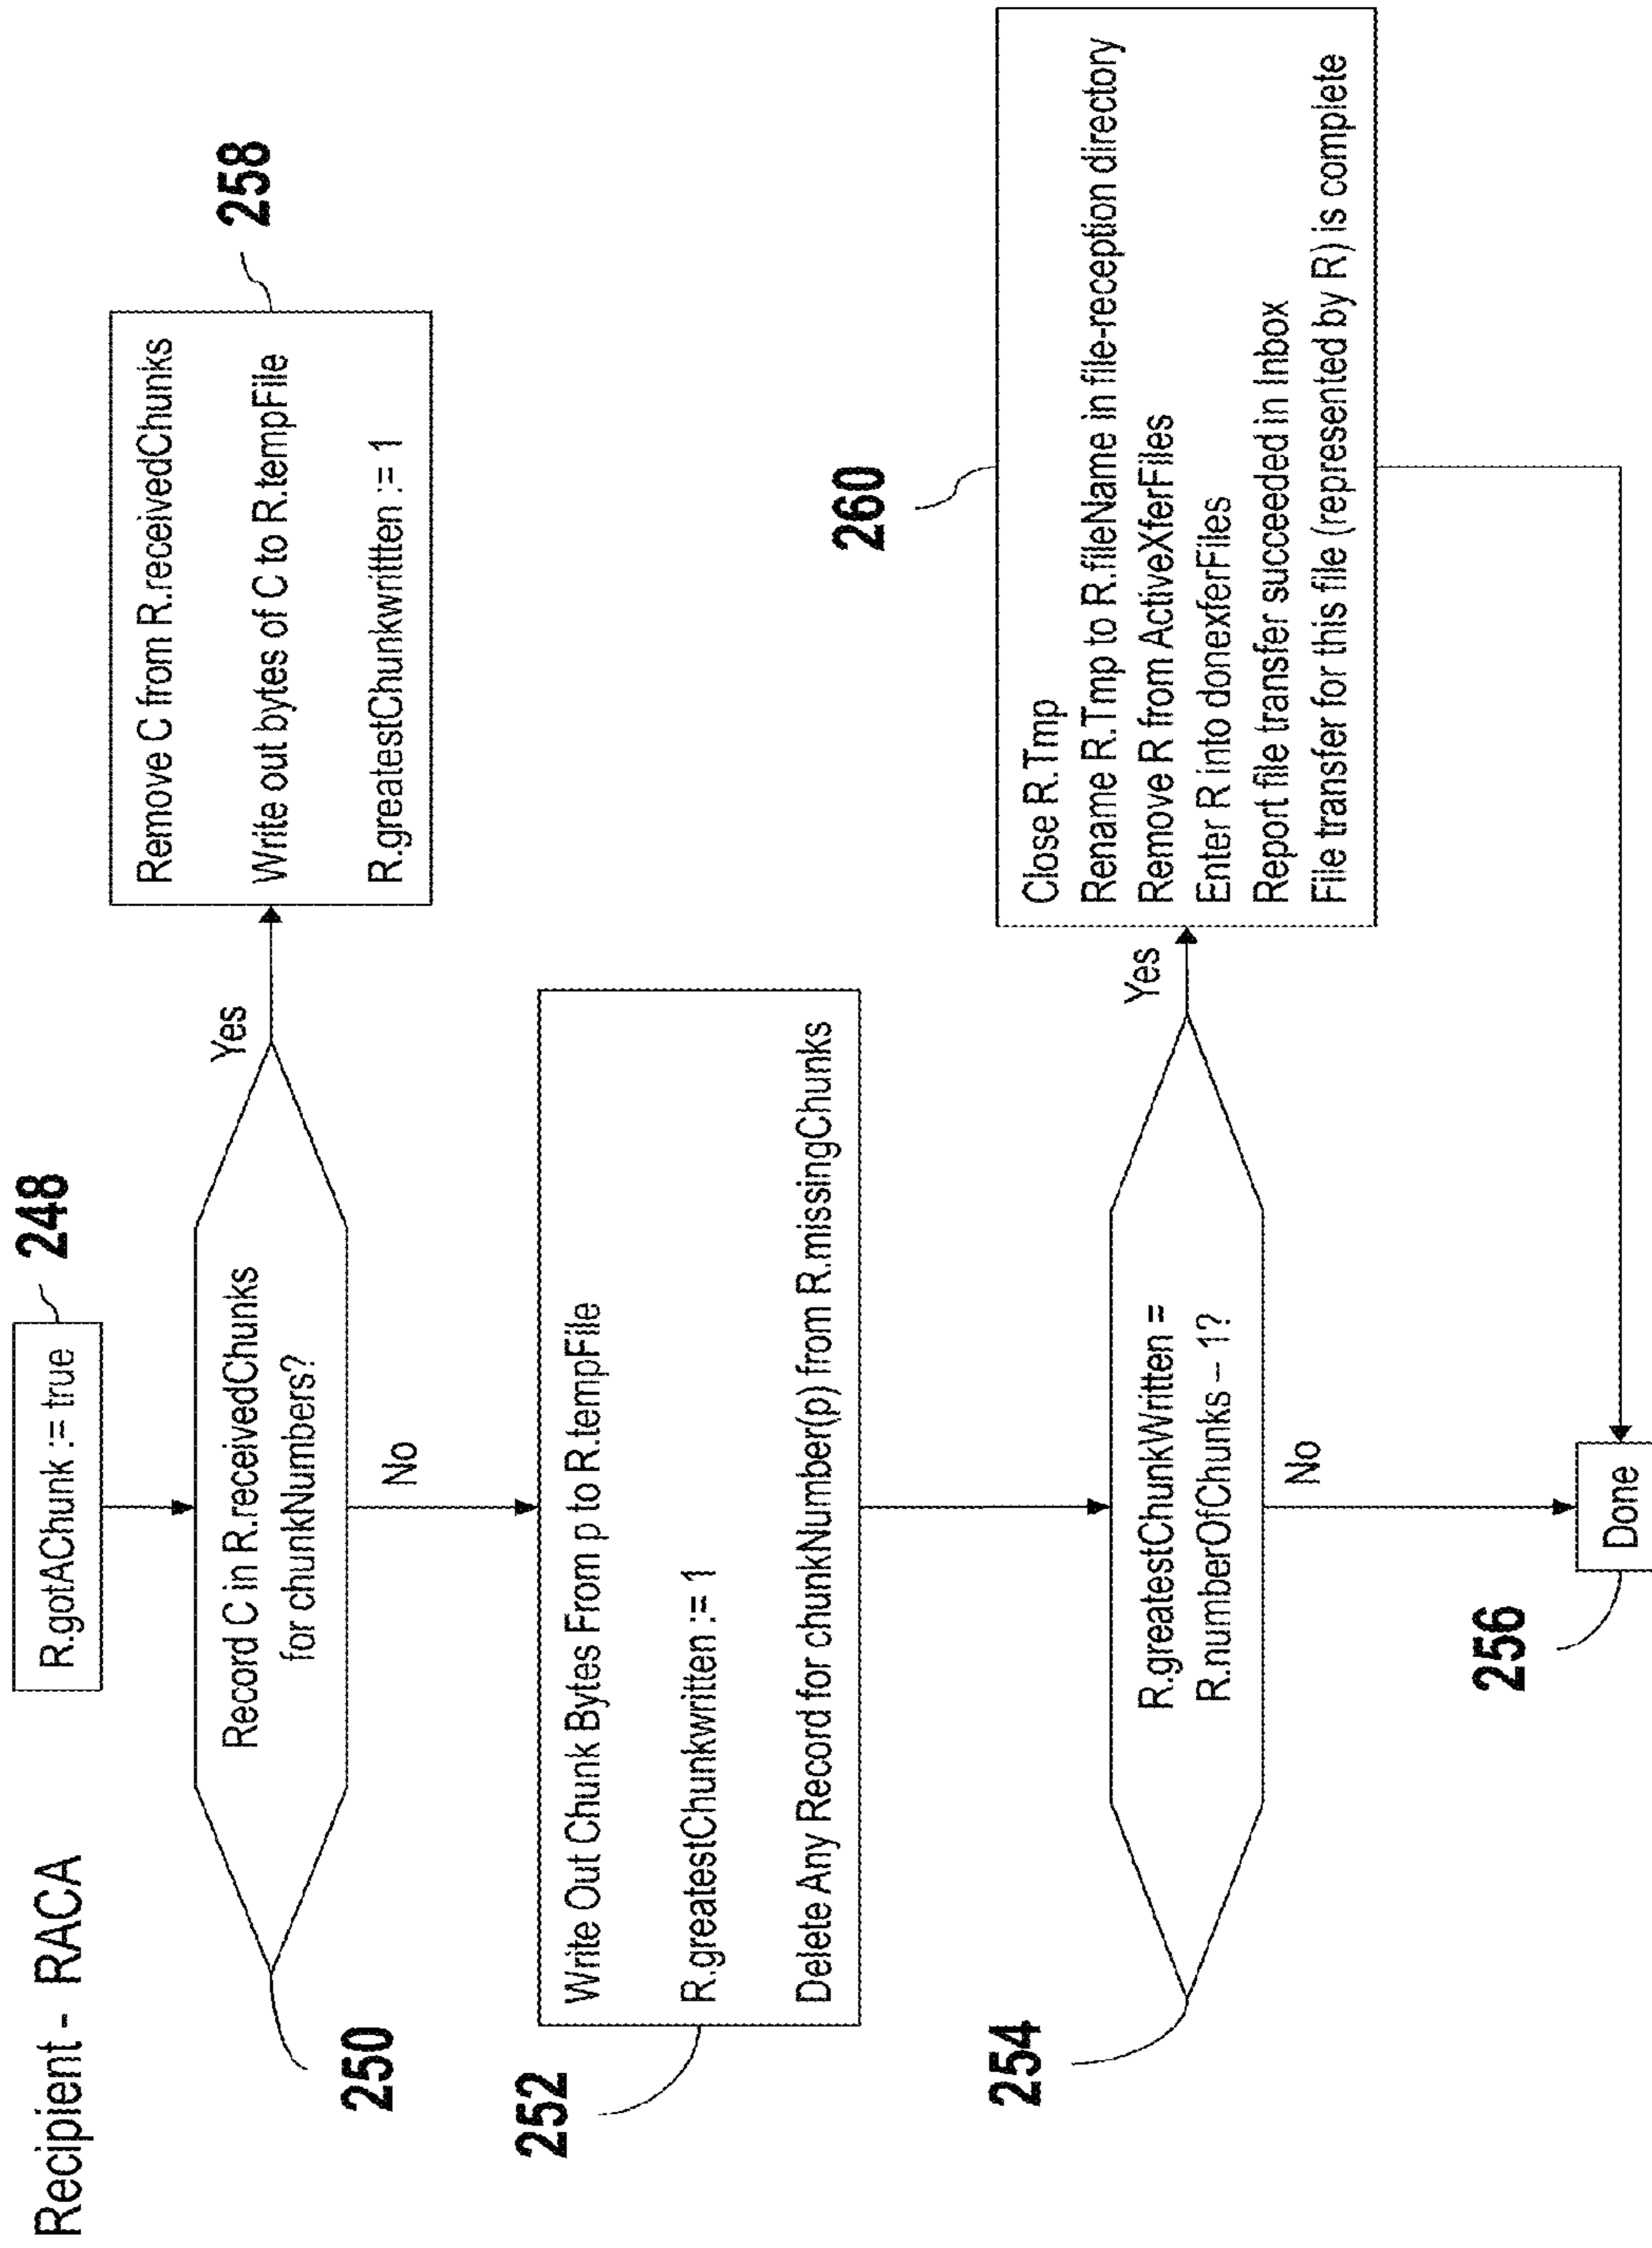 Recipient - RACA
R.gotAChunk := true
248
Record C in R.receivedChunks
for chunkNumbers?
250
Yes
Remove C from R.receivedChunks
Write out bytes of C to R.tempFile
R.greatestChunkwritten := 1
258
No
Write Out Chunk Bytes From p to R.tempFile
R.greatestChunkwritten := 1
Delete Any Record for chunkNumber(p) from R.missingChunks
252
R.greatestChunkWritten =
R.numberOfChunks – 1?
254
Yes
Close R.Tmp
Rename R.Tmp to R.fileName in file-reception directory
Remove R from ActiveXferFiles
Enter R into donexferFiles
Report file transfer succeeded in Inbox
File transfer for this file (represented by R) is complete
260
No
Done
256